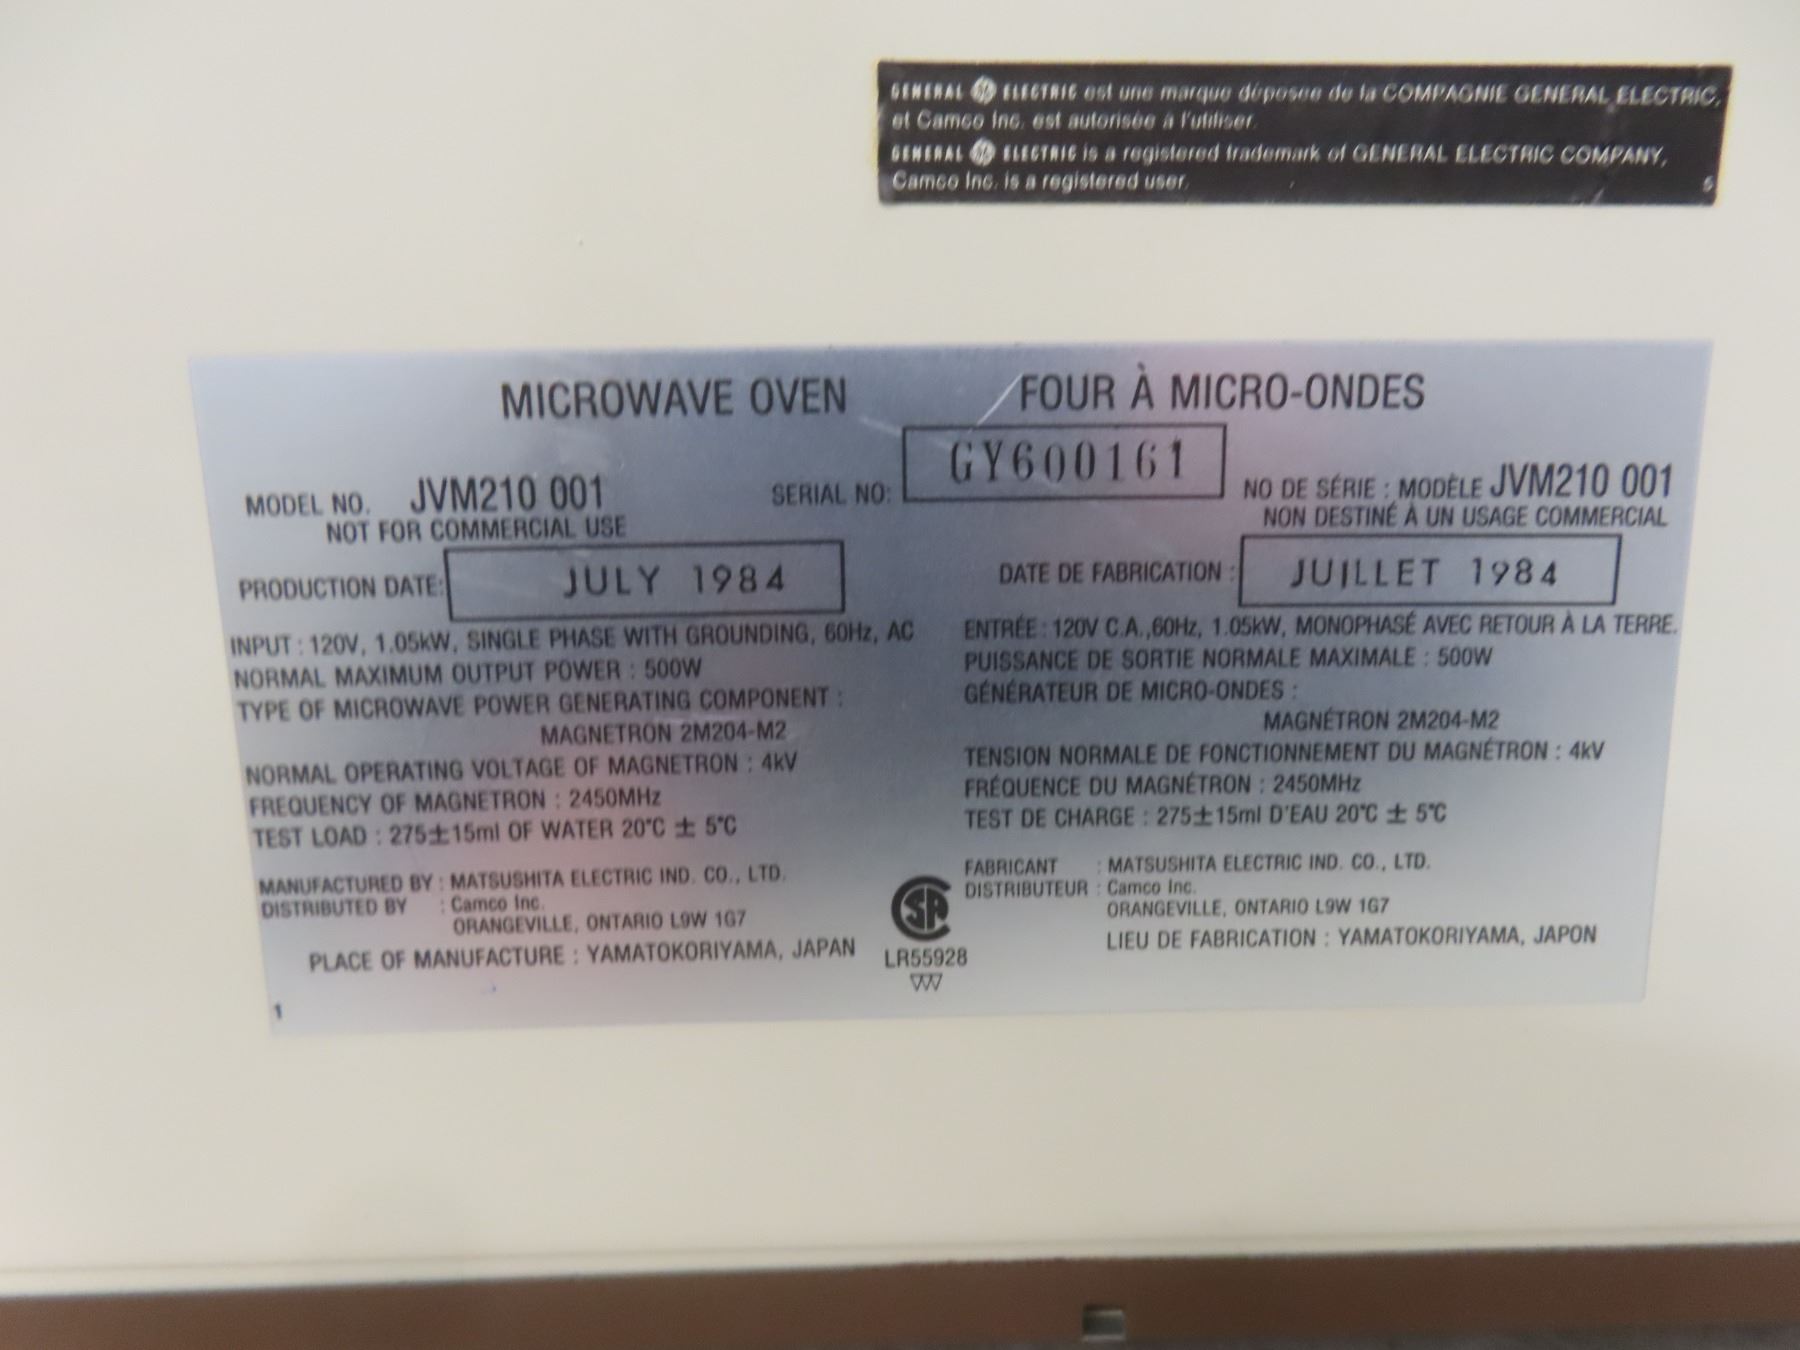 GENERAL GE ELECTRIC est une marque déposée de la COMPAGNIE GENERAL ELECTRIC,
et Camco Inc. est autorisée à l'utiliser.
GENERAL GE ELECTRIC is a registered trademark of GENERAL ELECTRIC COMPANY,
Camco Inc. is a registered user.
5
MICROWAVE OVEN
MODEL NO. JVM210 001
NOT FOR COMMERCIAL USE
SERIAL NO: GY600161
PRODUCTION DATE: JULY 1984
INPUT : 120V, 1.05kW, SINGLE PHASE WITH GROUNDING, 60Hz, AC
NORMAL MAXIMUM OUTPUT POWER : 500W
TYPE OF MICROWAVE POWER GENERATING COMPONENT :
MAGNETRON 2M204-M2
NORMAL OPERATING VOLTAGE OF MAGNETRON : 4kV
FREQUENCY OF MAGNETRON : 2450MHz
TEST LOAD : 275±15ml OF WATER 20°C ± 5°C
MANUFACTURED BY : MATSUSHITA ELECTRIC IND. CO., LTD.
DISTRIBUTED BY : Camco Inc.
ORANGEVILLE, ONTARIO L9W 1G7
PLACE OF MANUFACTURE : YAMATOKORIYAMA, JAPAN
1
FOUR À MICRO-ONDES
NO DE SÉRIE : MODÈLE JVM210 001
NON DESTINÉ À UN USAGE COMMERCIAL
DATE DE FABRICATION : JUILLET 1984
ENTRÉE : 120V C.A.,60Hz, 1.05kW, MONOPHASÉ AVEC RETOUR À LA TERRE.
PUISSANCE DE SORTIE NORMALE MAXIMALE : 500W
GÉNÉRATEUR DE MICRO-ONDES :
MAGNÉTRON 2M204-M2
TENSION NORMALE DE FONCTIONNEMENT DU MAGNÉTRON : 4kV
FRÉQUENCE DU MAGNÉTRON : 2450MHz
TEST DE CHARGE : 275±15ml D'EAU 20°C ± 5°C
FABRICANT : MATSUSHITA ELECTRIC IND. CO., LTD.
DISTRIBUTEUR : Camco Inc.
ORANGEVILLE, ONTARIO L9W 1G7
LIEU DE FABRICATION : YAMATOKORIYAMA, JAPON
SA
LR55928